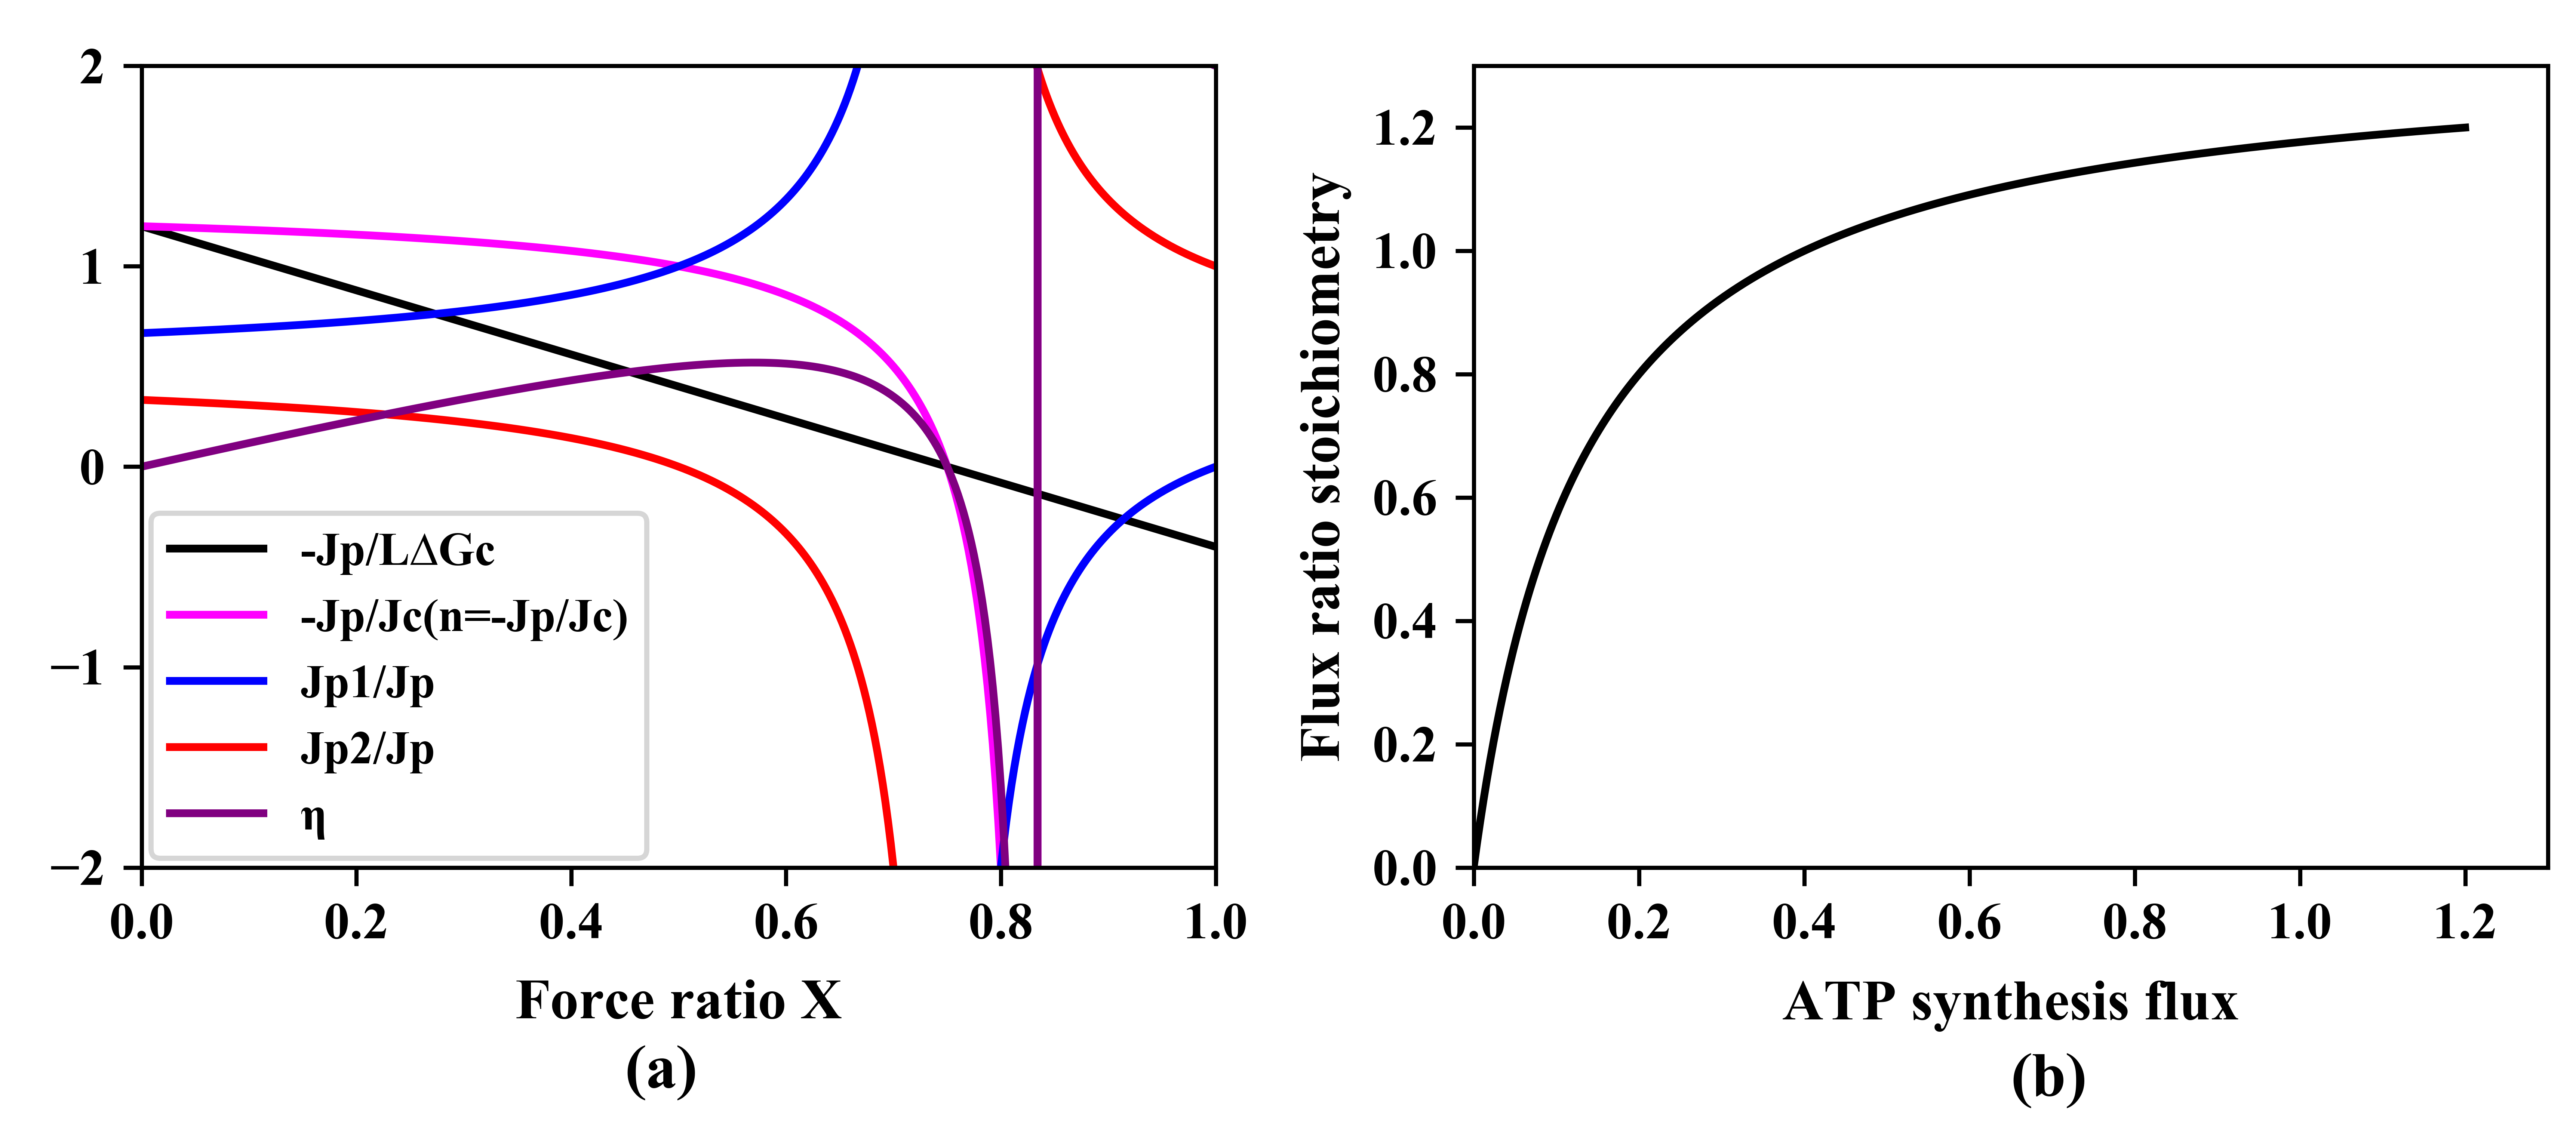 2
1
0
−1
−2
-Jp/LΔGc
-Jp/Jc(n=-Jp/Jc)
Jp1/Jp
Jp2/Jp
η
0.0 0.2 0.4 0.6 0.8 1.0
Force ratio X
(a)
Flux ratio stoichiometry
1.2
1.0
0.8
0.6
0.4
0.2
0.0
0.0 0.2 0.4 0.6 0.8 1.0 1.2
ATP synthesis flux
(b)